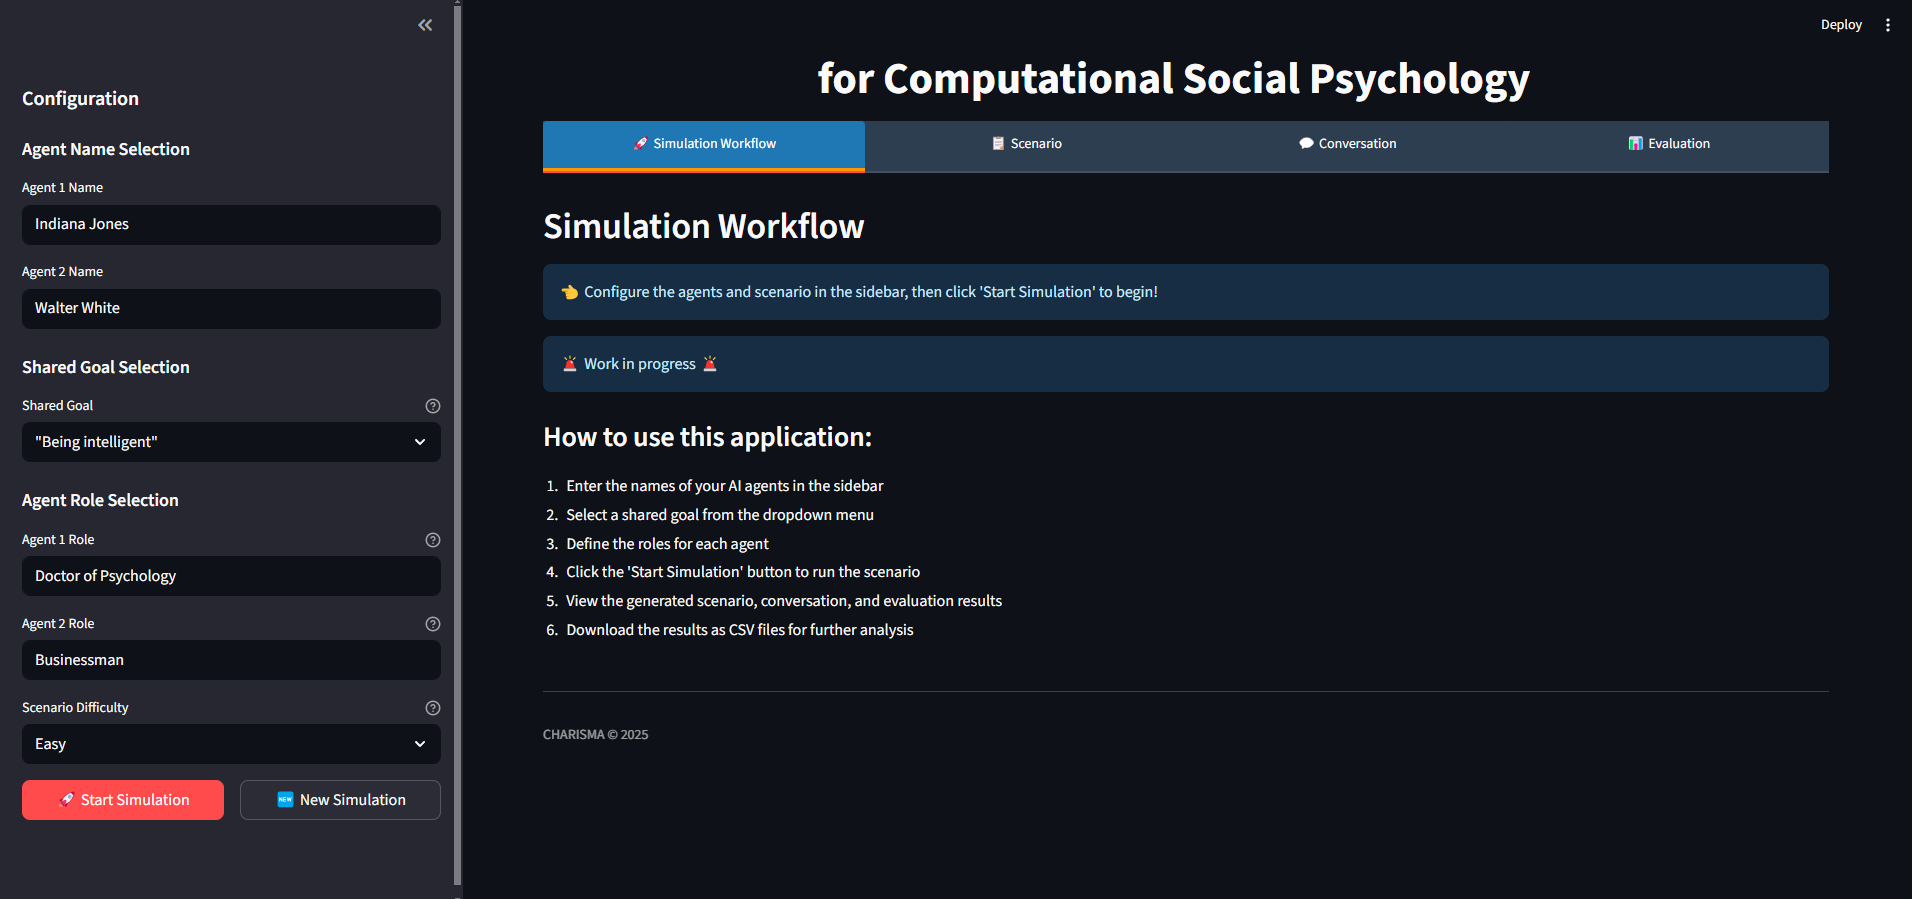 Deploy
Configuration
Agent Name Selection
Agent 1 Name
Indiana Jones
Agent 2 Name
Walter White
Shared Goal Selection
Shared Goal
"Being intelligent"
Agent Role Selection
Agent 1 Role
Doctor of Psychology
Agent 2 Role
Businessman
Scenario Difficulty
Easy
Start Simulation
NEW New Simulation
for Computational Social Psychology
Simulation Workflow
Scenario
Conversation
Evaluation
Simulation Workflow
Configure the agents and scenario in the sidebar, then click 'Start Simulation' to begin!
Work in progress
How to use this application:
1. Enter the names of your AI agents in the sidebar
2. Select a shared goal from the dropdown menu
3. Define the roles for each agent
4. Click the 'Start Simulation' button to run the scenario
5. View the generated scenario, conversation, and evaluation results
6. Download the results as CSV files for further analysis
CHARISMA © 2025